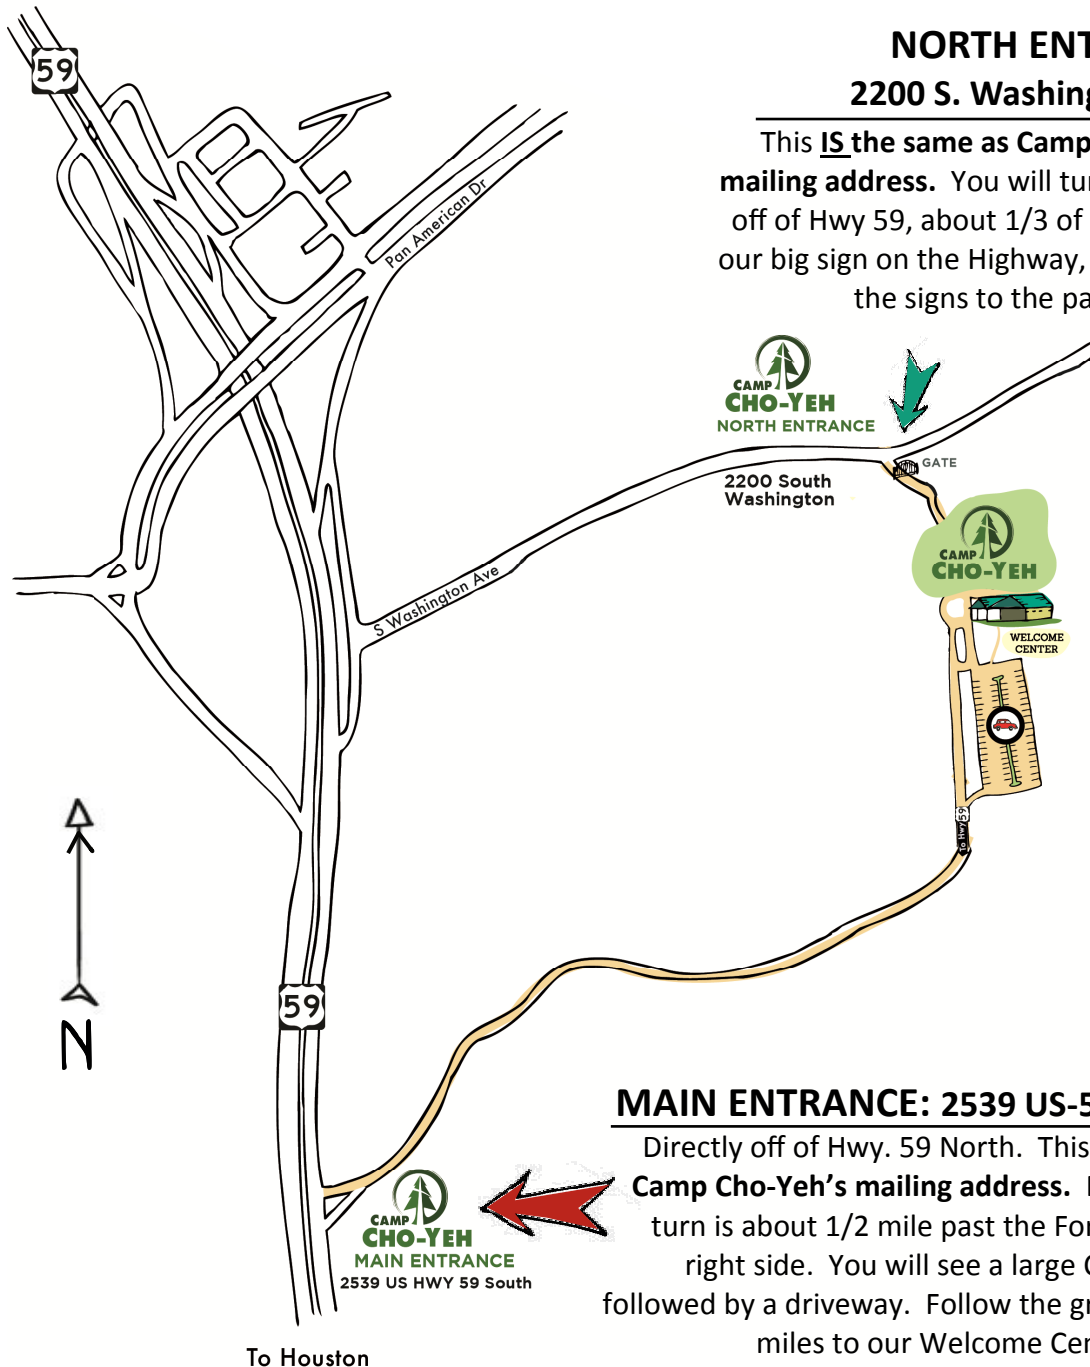 59
NORTH ENT
2200 S. Washing
This IS the same as Camp
mailing address. You will tur
off of Hwy 59, about 1/3 of
our big sign on the Highway,
the signs to the pa
Pan American Dr
CAMP
CHO-YEH
NORTH ENTRANCE
GATE
2200 South
Washington
CAMP
CHO-YEH
S Washington Ave
WELCOME
CENTER
To Hwy 59
59
N
MAIN ENTRANCE: 2539 US-5
Directly off of Hwy. 59 North. This
Camp Cho-Yeh's mailing address.
turn is about 1/2 mile past the For
right side. You will see a large
followed by a driveway. Follow the gr
miles to our Welcome Cen
CAMP
CHO-YEH
MAIN ENTRANCE
2539 US HWY 59 South
To Houston